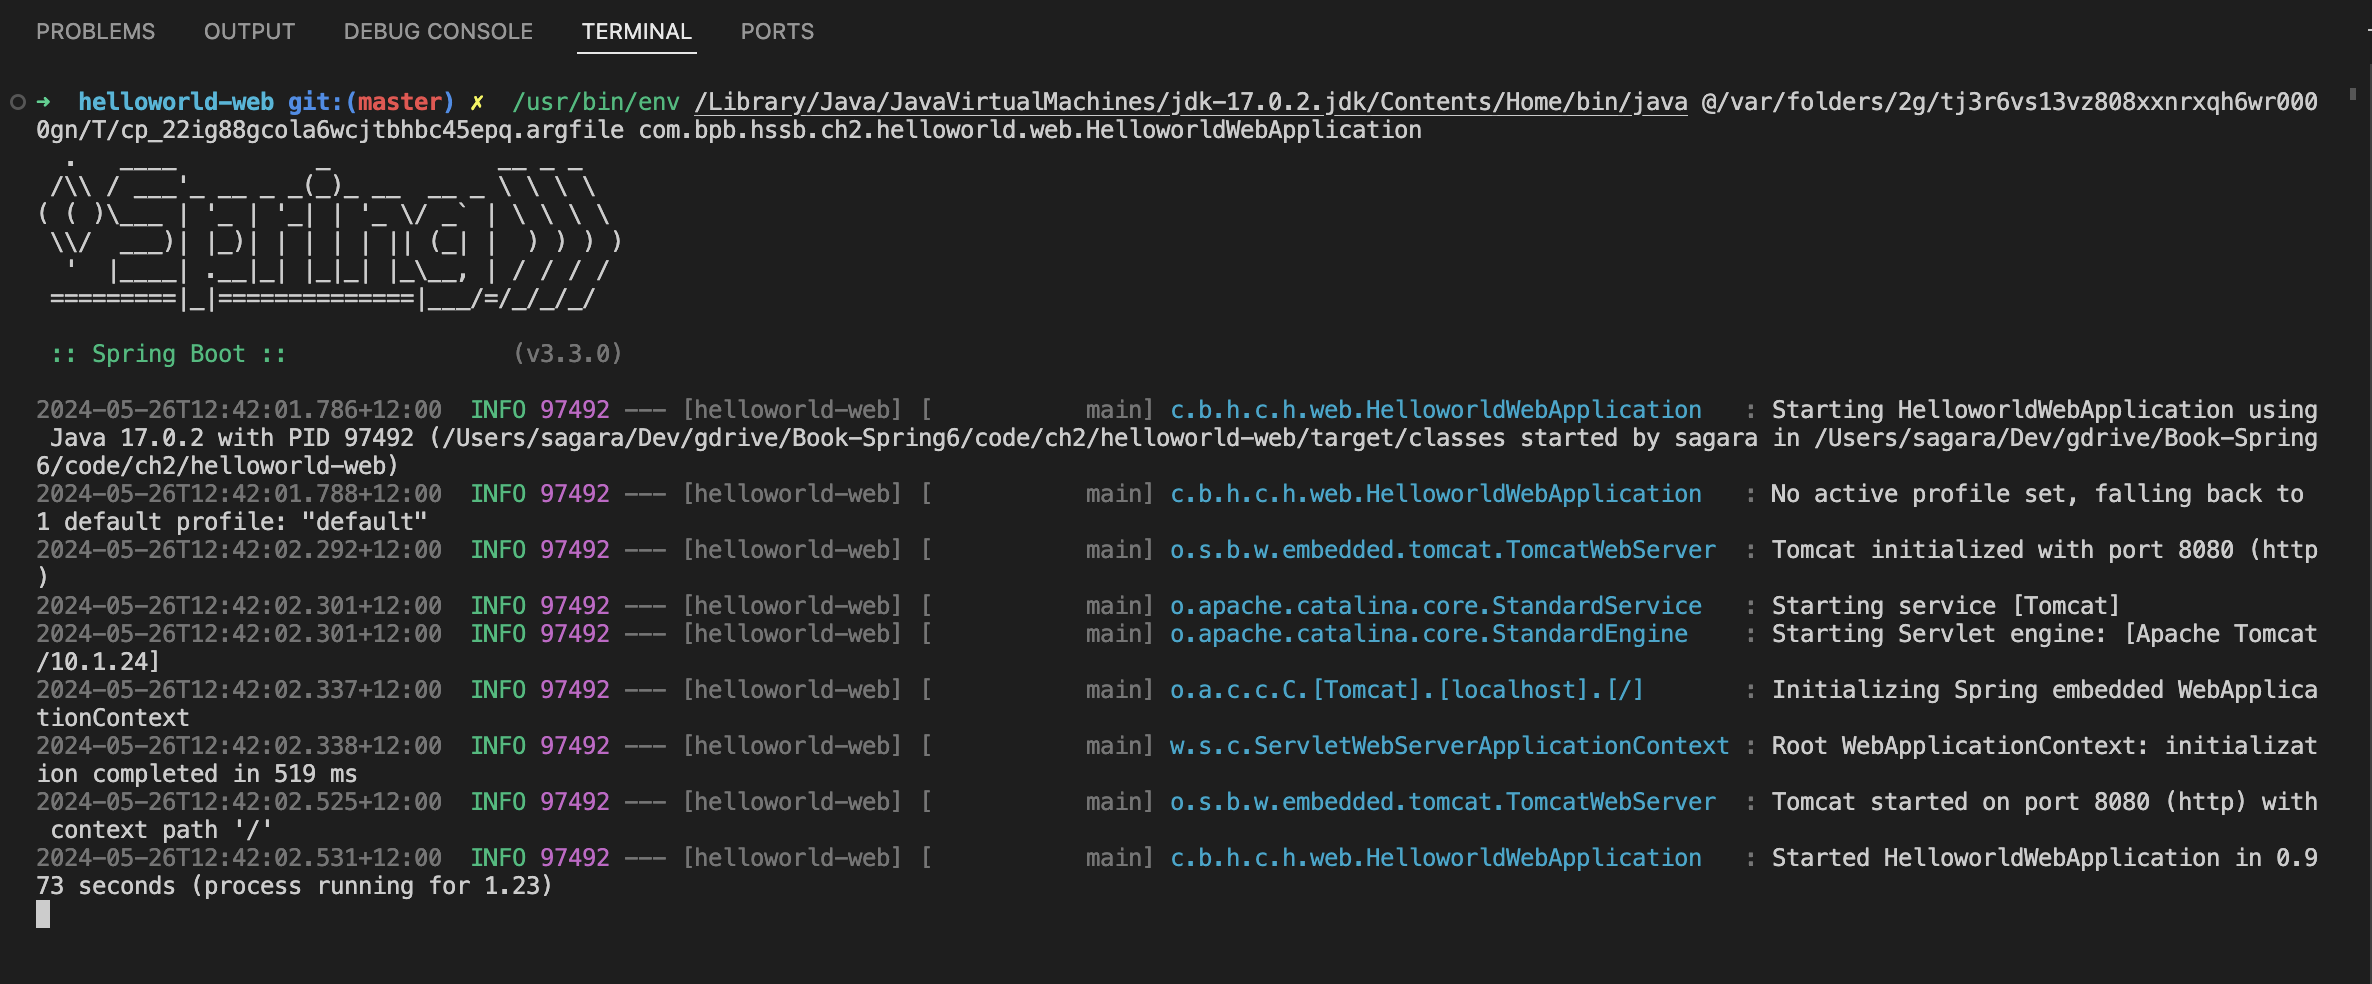 PROBLEMS OUTPUT DEBUG CONSOLE TERMINAL PORTS
➜  helloworld-web git:(master) ✗  /usr/bin/env /Library/Java/JavaVirtualMachines/jdk-17.0.2.jdk/Contents/Home/bin/java @/var/folders/2g/tj3r6vs13vz808xxnrxqh6wr000
0gn/T/cp_22ig88gcola6wcjtbhbc45epq.argfile com.bpb.hssb.ch2.helloworld.web.HelloworldWebApplication
  .   ____          _            __ _ _
 /\\ / ___'_ __ _ _(_)_ __  __ _ \ \ \ \
( ( )\___ | '_ | '_| | '_ \/ _` | \ \ \ \
 \\/  ___)| |_)| | | | | || (_| |  ) ) ) )
  '  |____| .__|_| |_|_| |_\__, | / / / /
 =========|_|==============|___/=/_/_/_/

 :: Spring Boot ::                (v3.3.0)

2024-05-26T12:42:01.786+12:00  INFO 97492 --- [helloworld-web] [           main] c.b.h.c.h.web.HelloworldWebApplication   : Starting HelloworldWebApplication using
 Java 17.0.2 with PID 97492 (/Users/sagara/Dev/gdrive/Book-Spring6/code/ch2/helloworld-web/target/classes started by sagara in /Users/sagara/Dev/gdrive/Book-Spring
6/code/ch2/helloworld-web)
2024-05-26T12:42:01.788+12:00  INFO 97492 --- [helloworld-web] [           main] c.b.h.c.h.web.HelloworldWebApplication   : No active profile set, falling back to
1 default profile: "default"
2024-05-26T12:42:02.292+12:00  INFO 97492 --- [helloworld-web] [           main] o.s.b.w.embedded.tomcat.TomcatWebServer  : Tomcat initialized with port 8080 (http
)
2024-05-26T12:42:02.301+12:00  INFO 97492 --- [helloworld-web] [           main] o.apache.catalina.core.StandardService   : Starting service [Tomcat]
2024-05-26T12:42:02.301+12:00  INFO 97492 --- [helloworld-web] [           main] o.apache.catalina.core.StandardEngine    : Starting Servlet engine: [Apache Tomcat
/10.1.24]
2024-05-26T12:42:02.337+12:00  INFO 97492 --- [helloworld-web] [           main] o.a.c.c.C.[Tomcat].[localhost].[/]       : Initializing Spring embedded WebApplica
tionContext
2024-05-26T12:42:02.338+12:00  INFO 97492 --- [helloworld-web] [           main] w.s.c.ServletWebServerApplicationContext : Root WebApplicationContext: initializat
ion completed in 519 ms
2024-05-26T12:42:02.525+12:00  INFO 97492 --- [helloworld-web] [           main] o.s.b.w.embedded.tomcat.TomcatWebServer  : Tomcat started on port 8080 (http) with
 context path '/'
2024-05-26T12:42:02.531+12:00  INFO 97492 --- [helloworld-web] [           main] c.b.h.c.h.web.HelloworldWebApplication   : Started HelloworldWebApplication in 0.9
73 seconds (process running for 1.23)